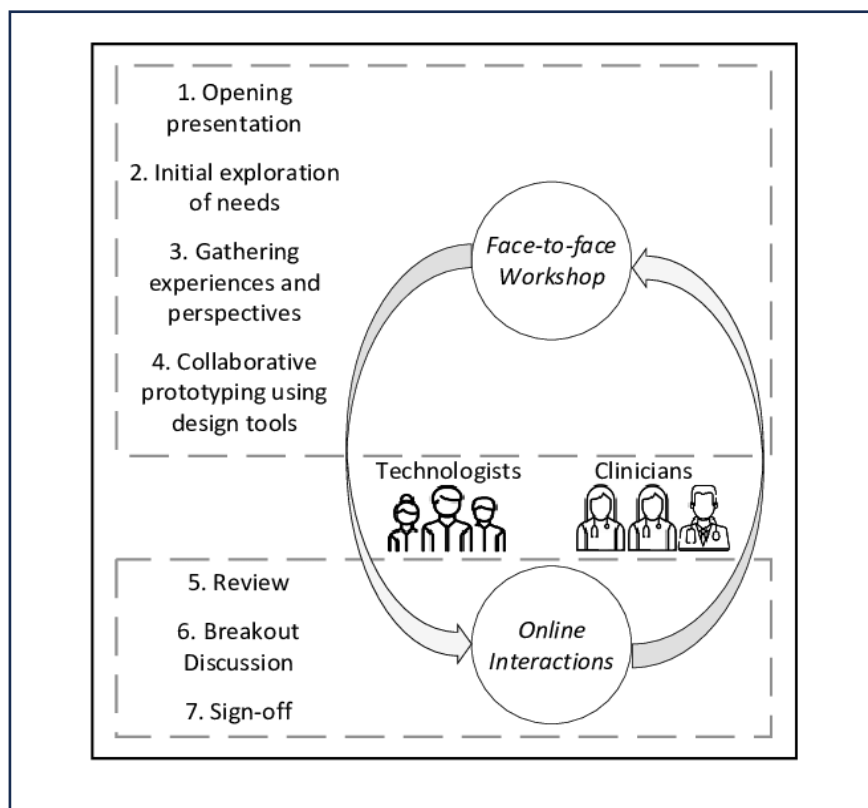 1. Opening
presentation
2. Initial exploration
of needs
3. Gathering
experiences and
perspectives
4. Collaborative
prototyping using
design tools
Face-to-face
Workshop
Technologists
Clinicians
5. Review
6. Breakout
Discussion
7. Sign-off
Online
Interactions